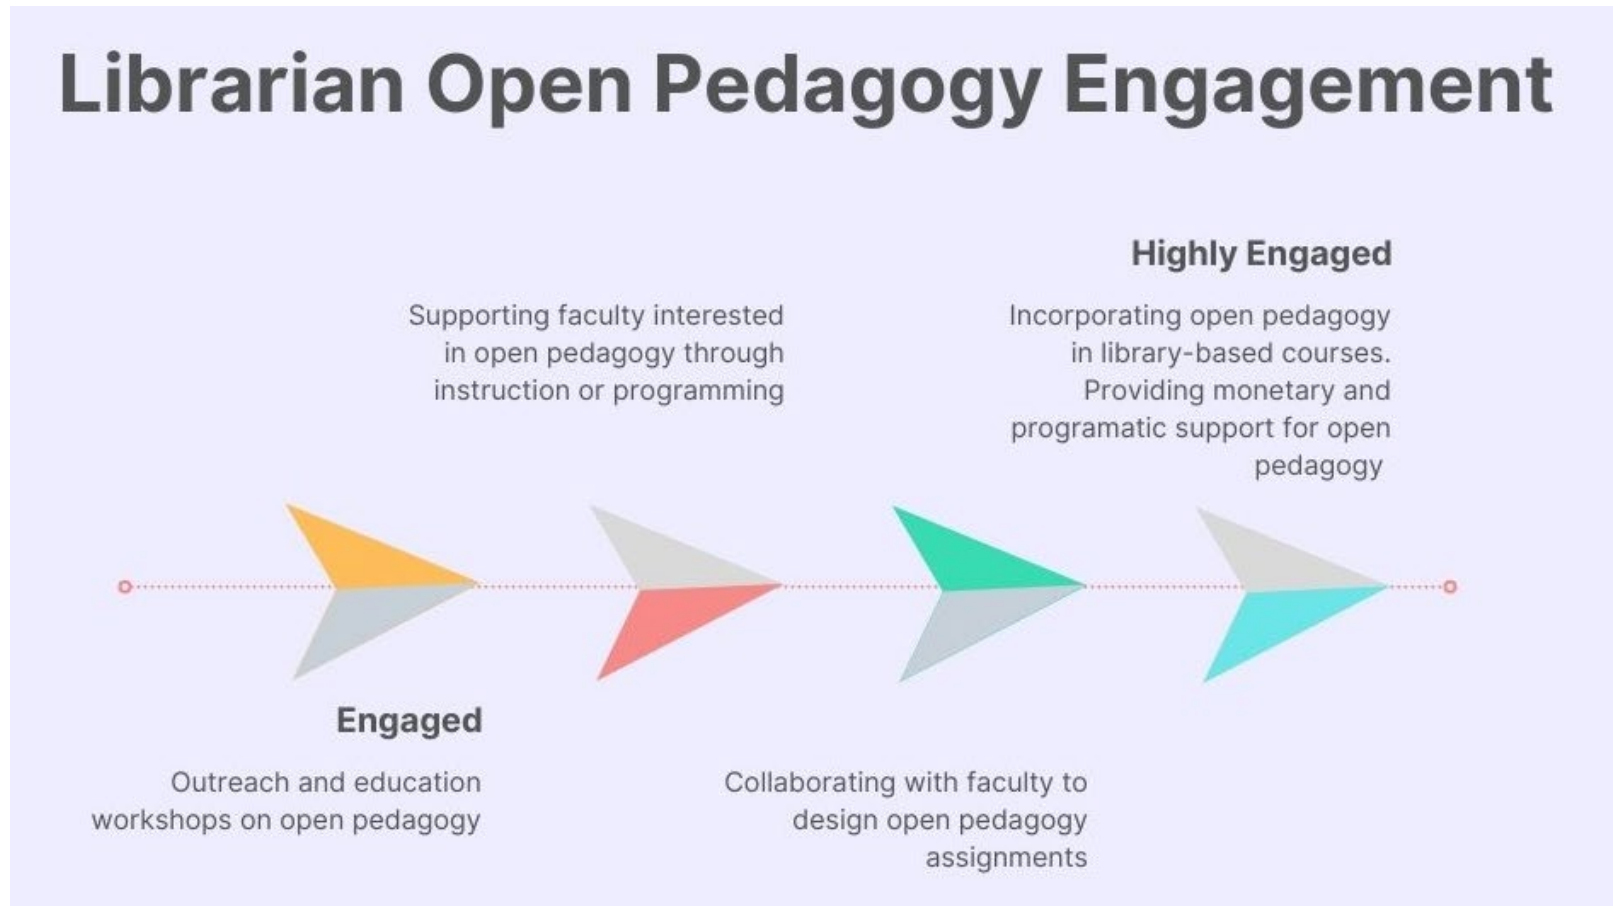 Librarian Open Pedagogy Engagement
Highly Engaged
Supporting faculty interested
in open pedagogy through
instruction or programming
Incorporating open pedagogy
in library-based courses.
Providing monetary and
programatic support for open
pedagogy
Engaged
Outreach and education
workshops on open pedagogy
Collaborating with faculty to
design open pedagogy
assignments